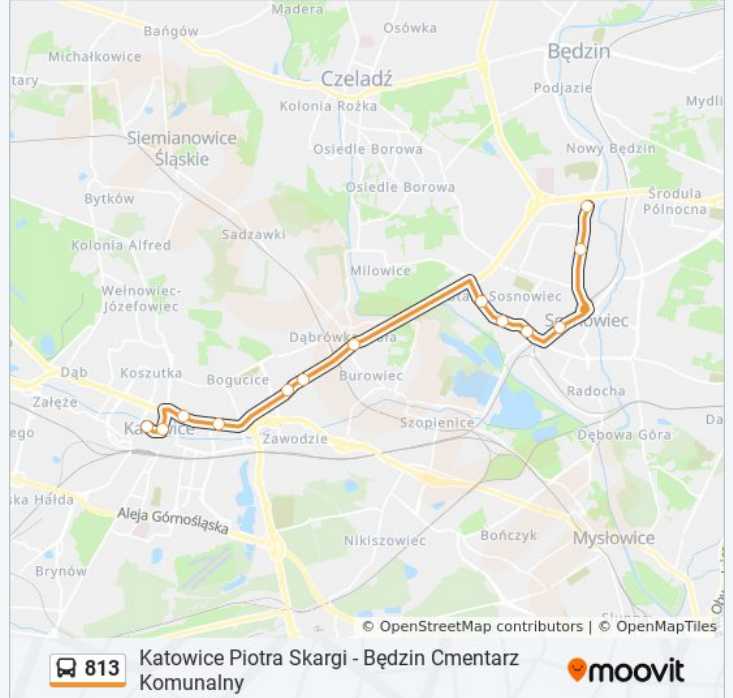 Madera
Bańgów
Osówka
Michałkowice
Będzin
tary
Czeladź
Podjazie
Kolonia Rożka
Mydli
Siemianowice
Śląskie
Osiedle Borowa
Nowy Będzin
Osiedle Borowa
Środula
Północna
Bytków
Sadzawki
Kolonia Alfred
Milowice
Wełnowiec-
Józefowiec
Sosnowiec
Dąb
Koszutka
Bogucice
Burowiec
Radocha
Załęże
Szopienice
Da
ego
Zawodzie
Dębowa Góra
ska Hałda
Aleja Górnośląska
Nikiszowiec
Bończyk
Mysłowice
Brynów
© OpenStreetMap contributors | © OpenMapTiles
813
Katowice Piotra Skargi - Będzin Cmentarz
Komunalny
moovit